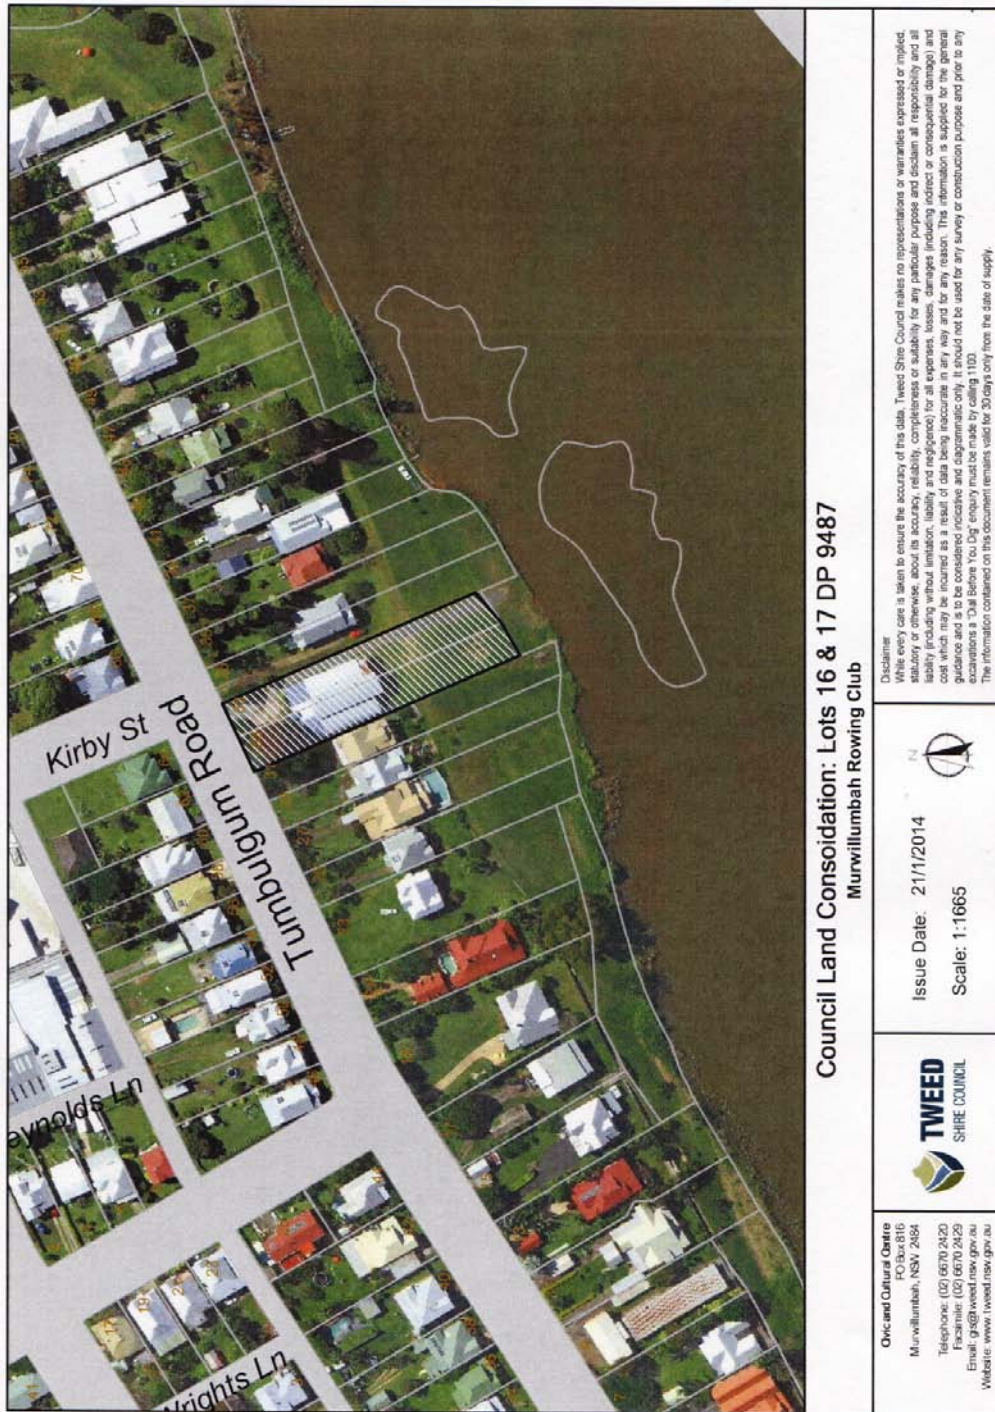 Kirby St
Tumbulgum Road
eynolds Ln
Wrights Ln
Council Land Consoidation: Lots 16 & 17 DP 9487
Murwillumbah Rowing Club
Civic and Cultural Centre
PO Box 816
Murwillumbah, NSW 2484
Telephone: (02) 6670 2420
Facsimile: (02) 6670 2429
Email: gis@tweed.nsw.gov.au
Website: www.tweed.nsw.gov.au
TWEED
SHIRE COUNCIL
Issue Date: 21/1/2014
Scale: 1:1665
N
Disclaimer
While every care is taken to ensure the accuracy of this data, Tweed Shire Council makes no representations or warranties expressed or implied,
statutory or otherwise, about its accuracy, reliability, completeness or suitability for any particular purpose and disclaim all responsibility and all
liability (including without limitation, liability and negligence) for all expenses, losses, damages (including indirect or consequential damage) and
cost which may be incurred as a result of data being inaccurate in any way and for any reason. This information is supplied for the general
guidance and is to be considered indicative and diagrammatic only. It should not be used for any survey or construction purpose and prior to any
excavations a "Dial Before You Dig" enquiry must be made by calling 1100.
The information contained on this document remains valid for 30 days only from the date of supply.